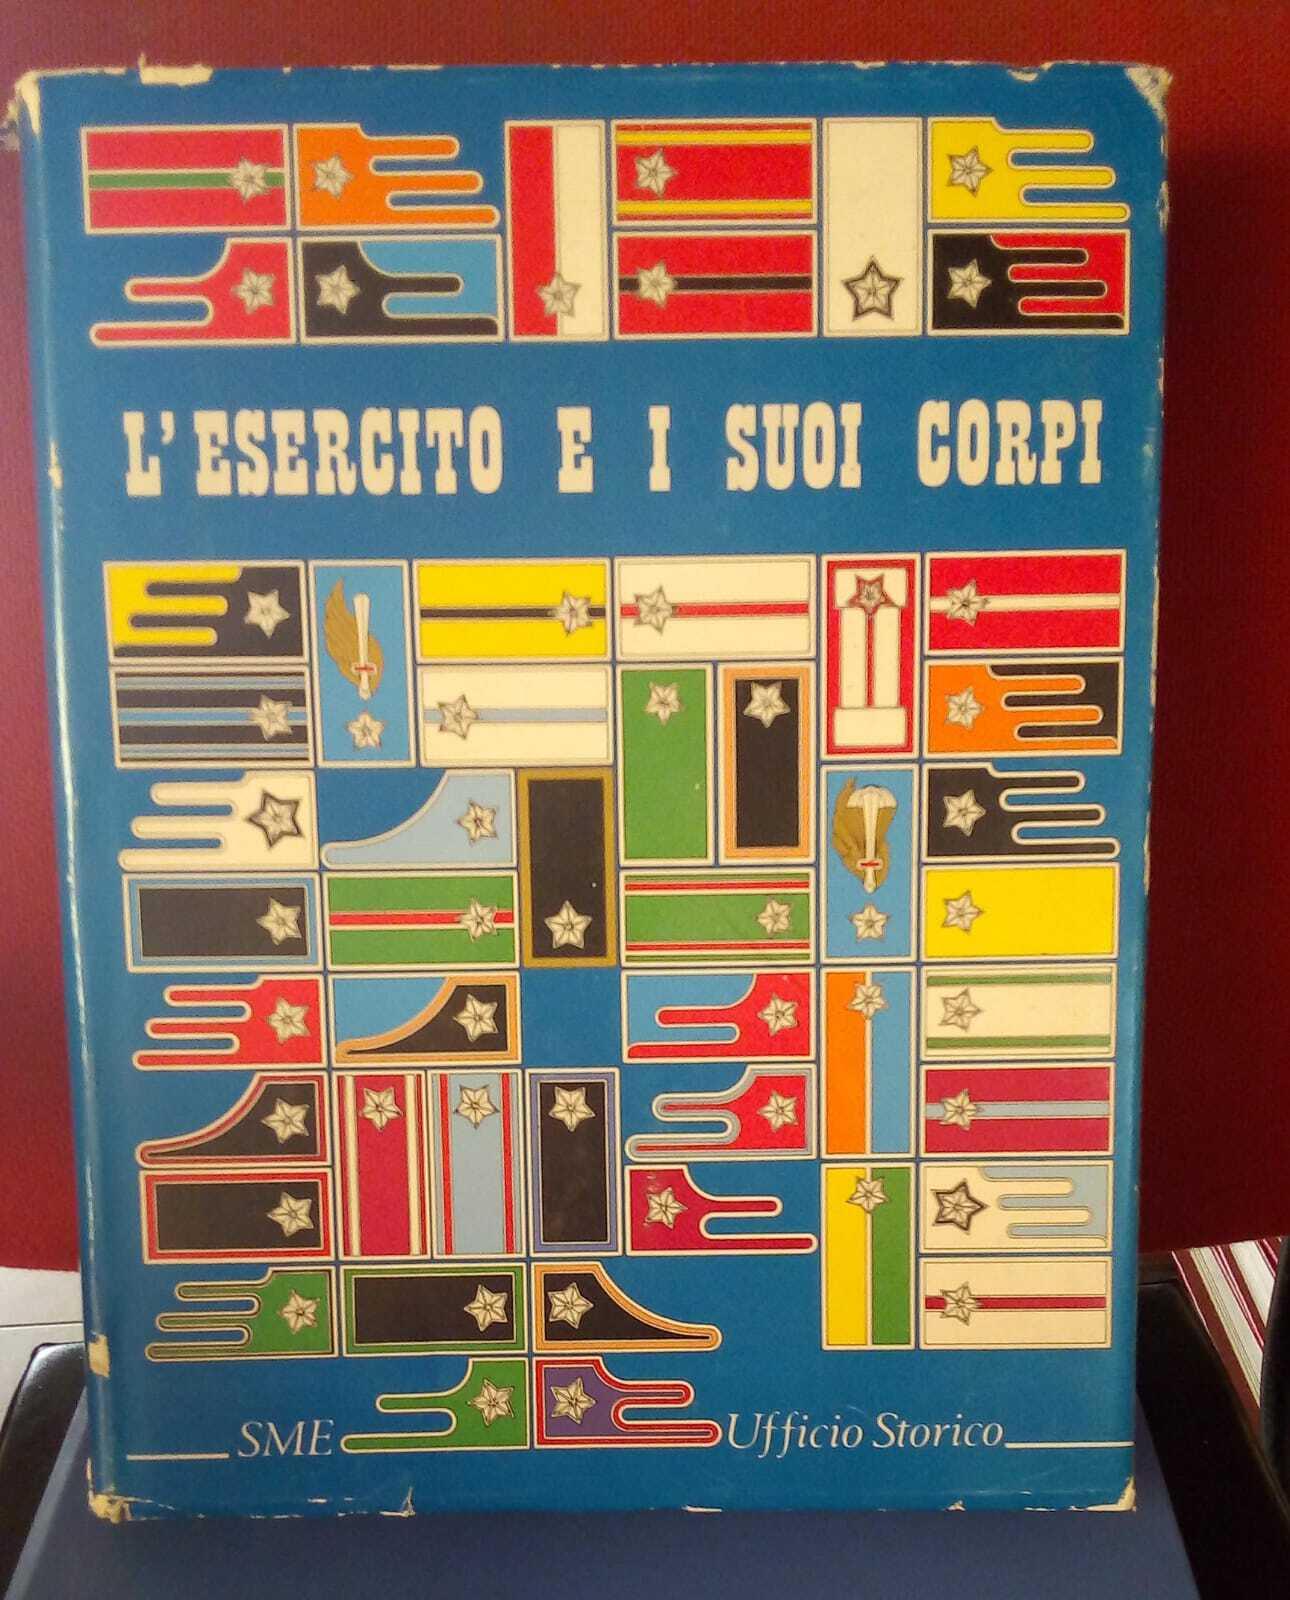 L'ESERCITO E I SUOI CORPI
SME Ufficio Storico